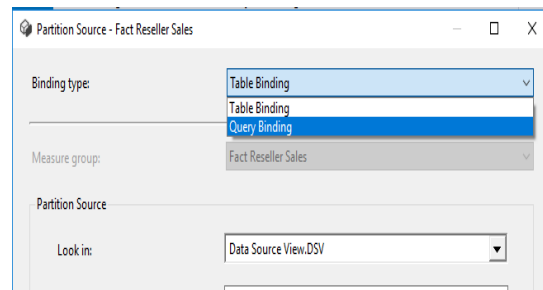 Partition Source - Fact Reseller Sales
Binding type: Table Binding
Table Binding
Query Binding
Measure group: Fact Reseller Sales
Partition Source
Look in: Data Source View.DSV